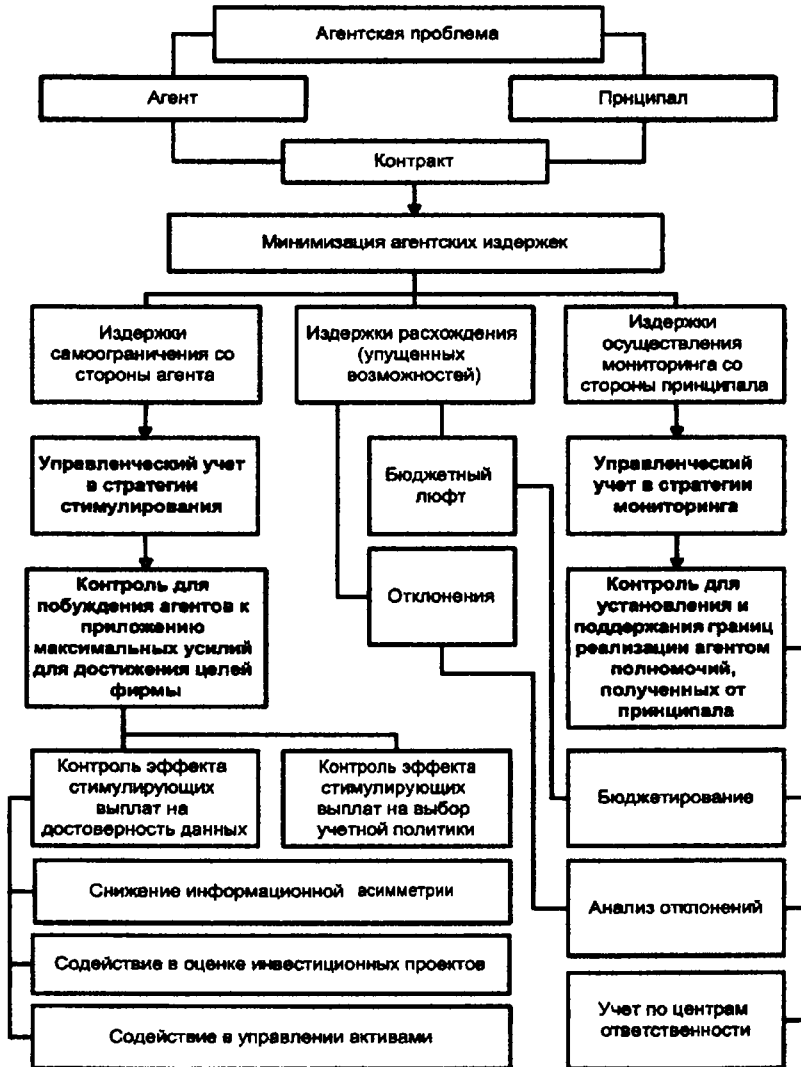 Агентская проблема
Агент
Принципал
Контракт
Минимизация агентских издержек
Издержки
самоограничения со
стороны агента
Издержки расхождения
(упущенных
возможностей)
Издержки
осуществления
мониторинга со
стороны принципала
Управленческий учет
в стратегии
стимулирования
Бюджетный
люфт
Управленческий
учет в стратегии
мониторинга
Контроль для
побуждения агентов к
приложению
максимальных усилий
для достижения целей
фирмы
Отклонения
Контроль для
установления и
поддержания границ
реализации агентом
полномочий,
полученных от
принципала
Контроль эффекта
стимулирующих
выплат на
достоверность данных
Контроль эффекта
стимулирующих
выплат на выбор
учетной политики
Бюджетирование
Снижение информационной асимметрии
Анализ отклонений
Содействие в оценке инвестиционных проектов
Содействие в управлении активами
Учет по центрам
ответственности